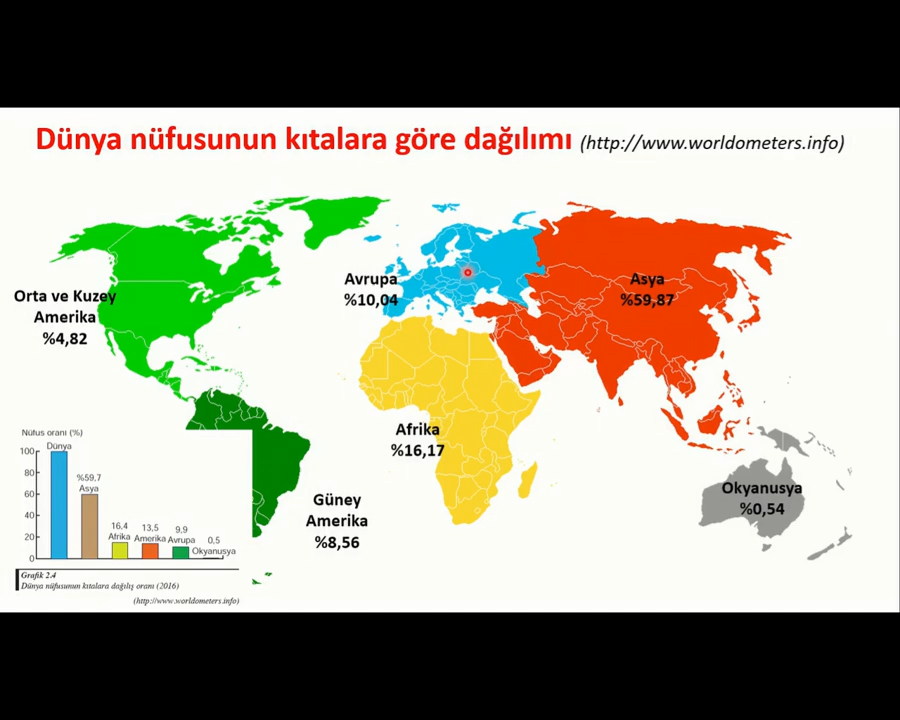 Dünya nüfusunun kıtalara göre dağılımı (http://www.worldometers.info)
Orta ve Kuzey
Amerika
%4,82
Avrupa
%10,04
Asya
%59,87
Afrika
%16,17
Güney
Amerika
%8,56
Okyanusya
%0,54
Nüfus oranı (%)
100
80
60
40
20
0
Dünya
%59,7
Asya
16.4
Afrika
13,5
Amerika
9,9
Avrupa
0,5
Okyanusya
Grafik 2.4
Dünya nüfusunun kıtalara dağılış oranı (2016)
(http://www.worldometers.info)